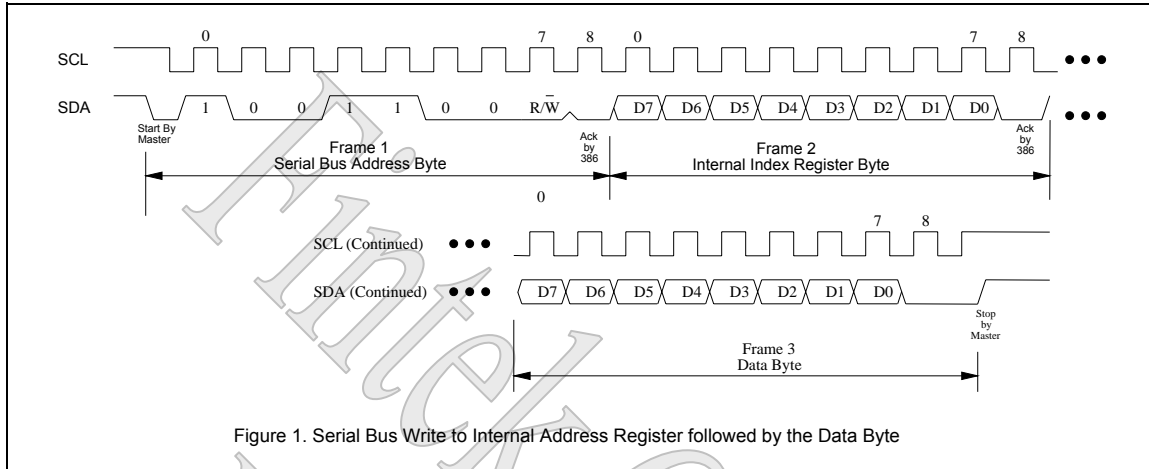 0 7 8 0 7 8
SCL
SDA 1 0 0 1 1 0 0 R/W̅ D7 D6 D5 D4 D3 D2 D1 D0
Start By
Master
Ack
by
386
Ack
by
386
Frame 1
Serial Bus Address Byte
Frame 2
Internal Index Register Byte
0
7 8
SCL (Continued)
SDA (Continued) D7 D6 D5 D4 D3 D2 D1 D0
Stop
by
Master
Frame 3
Data Byte
Figure 1. Serial Bus Write to Internal Address Register followed by the Data Byte
Fintek